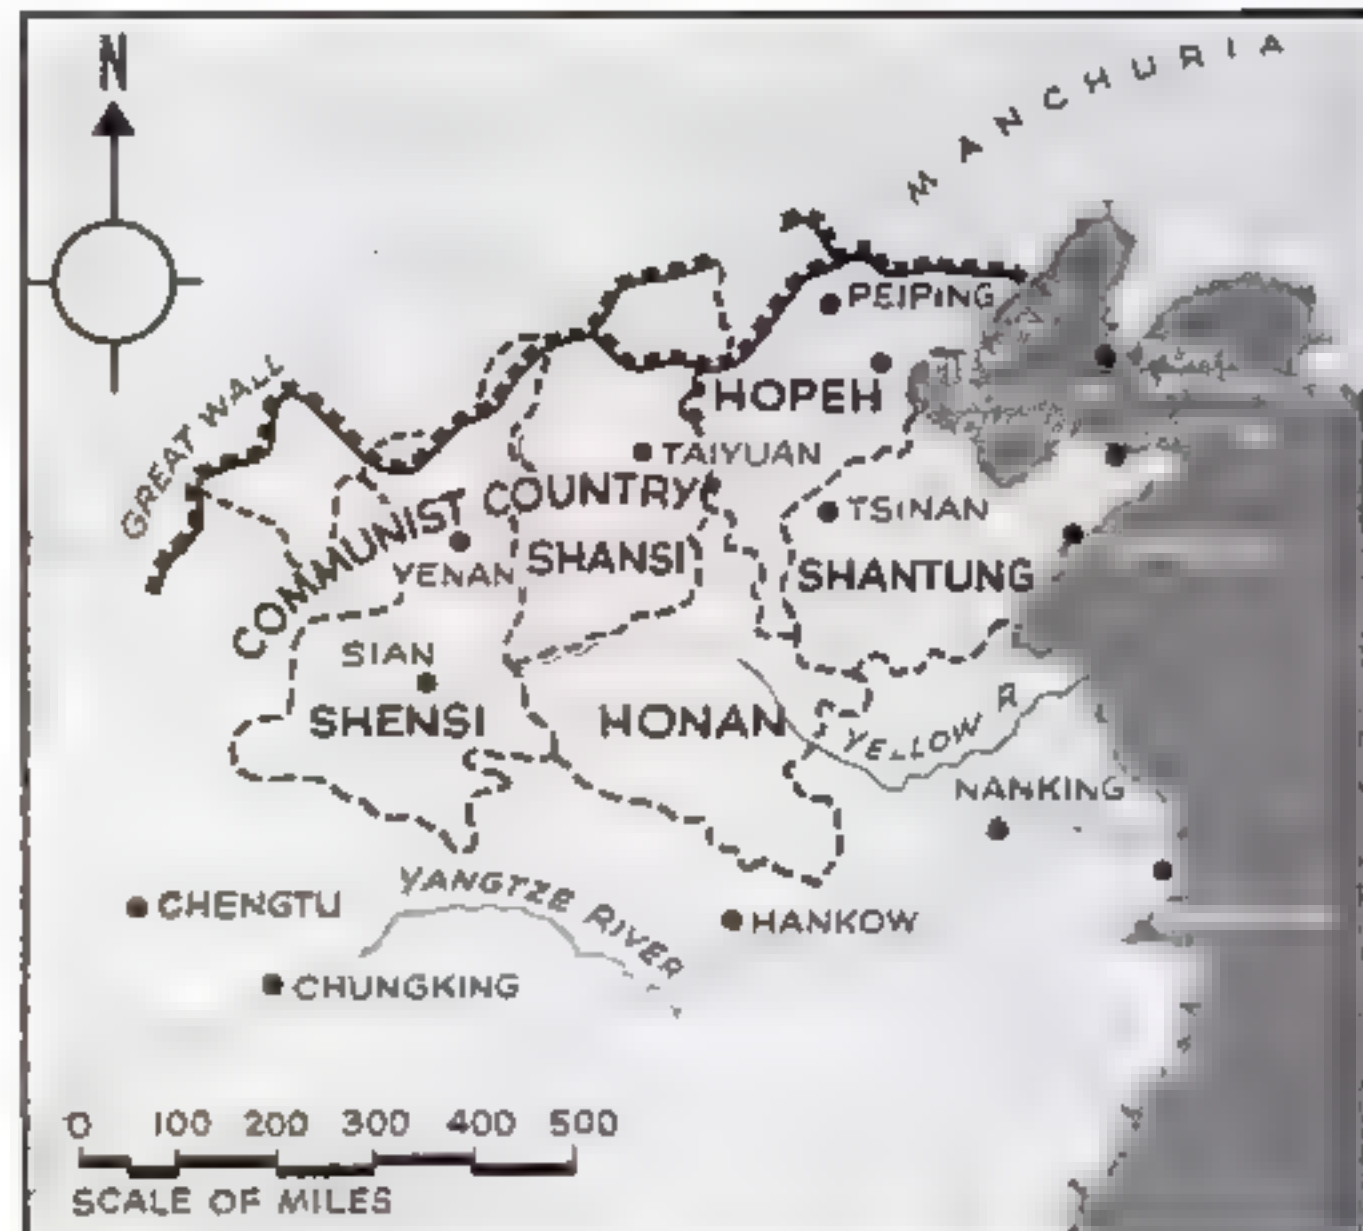 N
MANCHURIA
PEIPING
GREAT WALL
HOPEH
TAIYUAN
COMMUNIST COUNTRY
TSINAN
YENAN
SHANSI
SHANTUNG
SIAN
SHENSI
HONAN
YELLOW R
NANKING
YANGTZE RIVER
CHENGTU
HANKOW
CHUNGKING
0 100 200 300 400 500
SCALE OF MILES